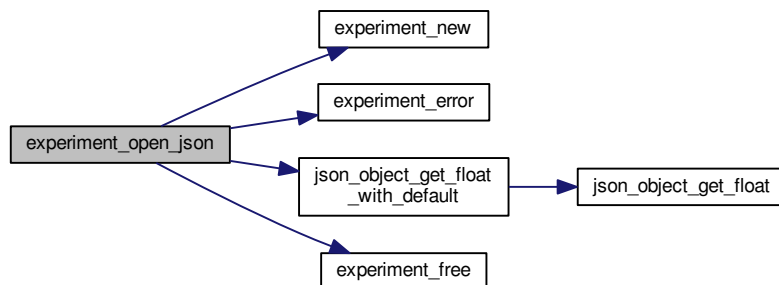 experiment_new
experiment_error
experiment_open_json
json_object_get_float
_with_default
json_object_get_float
experiment_free